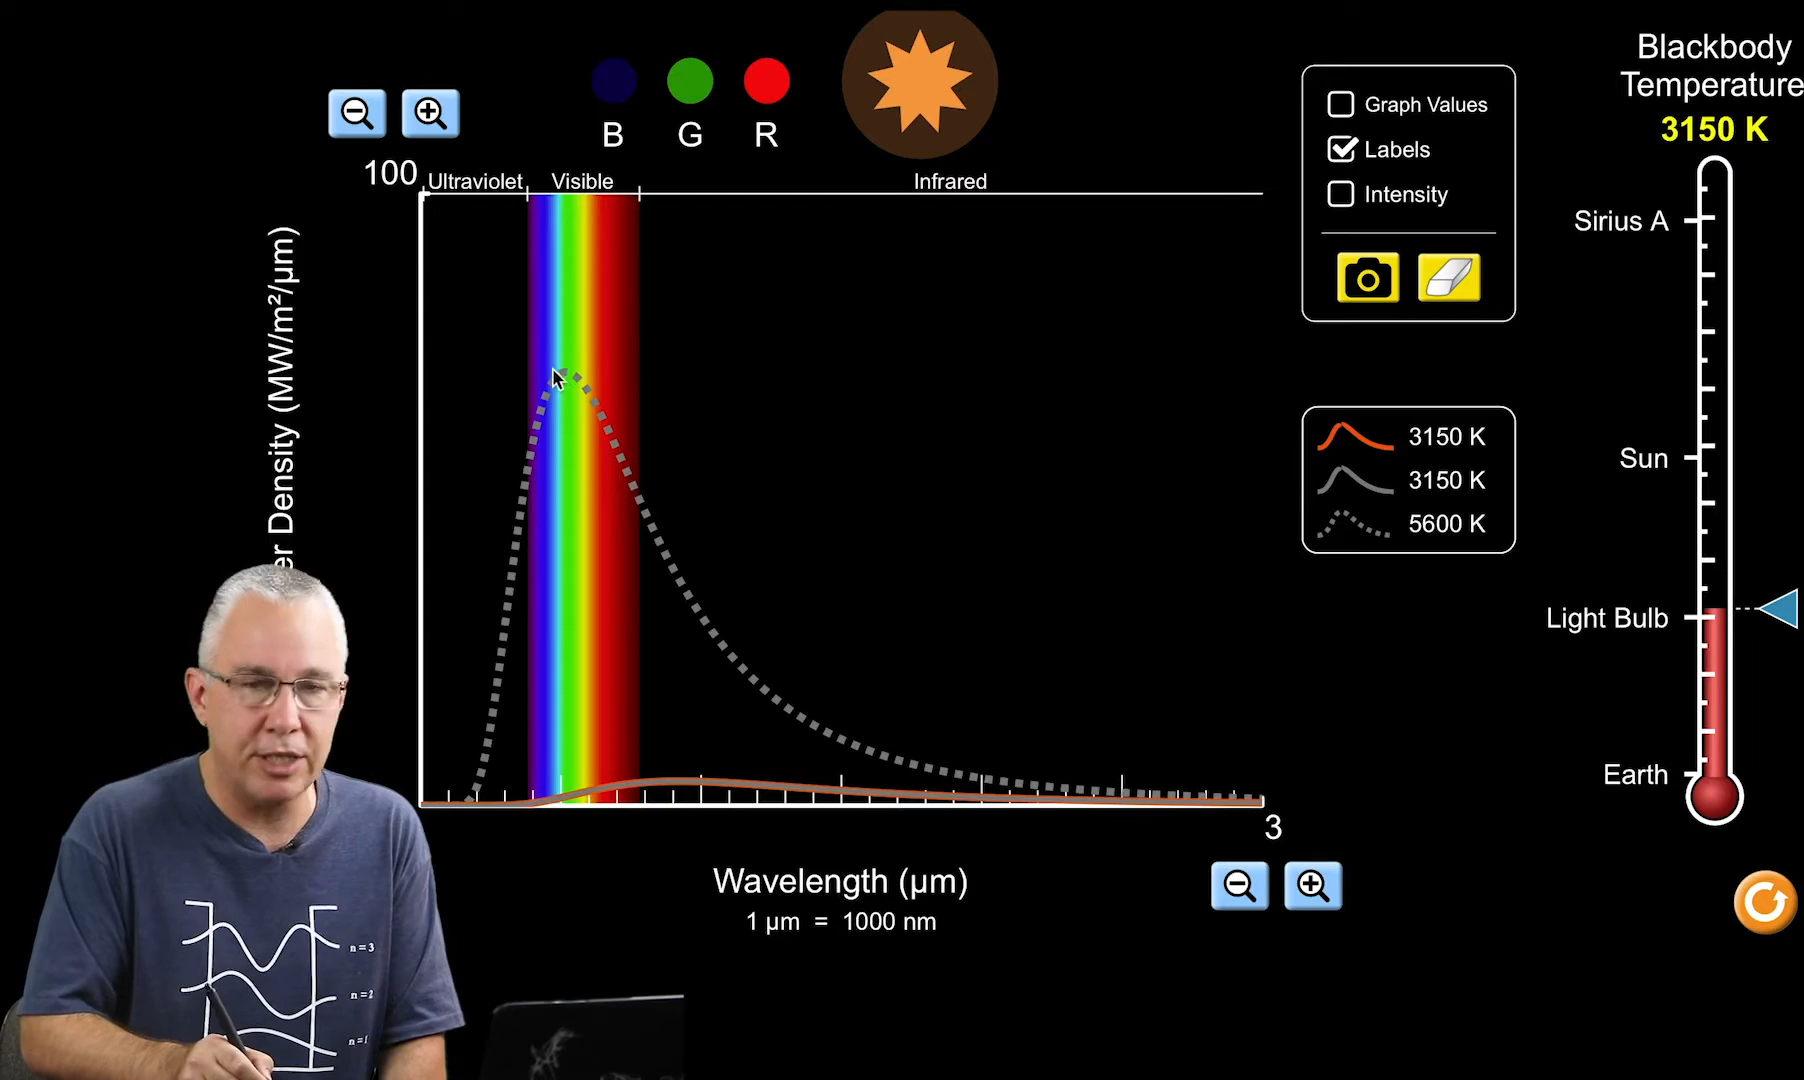 Blackbody
Temperature
3150 K
B
G
R
Graph Values
Labels
Intensity
100
Ultraviolet
Visible
Infrared
er Density (MW/m²/μm)
3150 K
3150 K
5600 K
Sirius A
Sun
Light Bulb
Earth
3
Wavelength (μm)
1 μm = 1000 nm
n=3
n=2
n=1